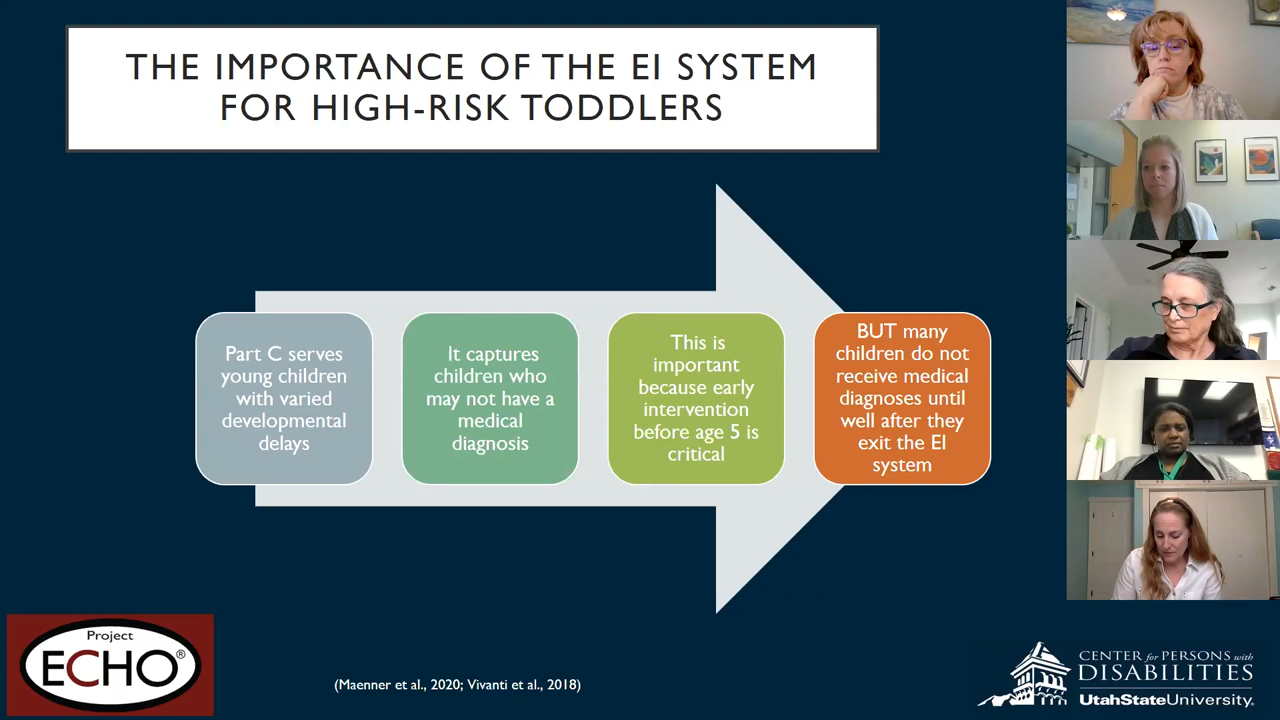 THE IMPORTANCE OF THE EI SYSTEM
FOR HIGH-RISK TODDLERS
Part C serves
young children
with varied
developmental
delays
It captures
children who
may not have a
medical
diagnosis
This is
important
because early
intervention
before age 5 is
critical
BUT many
children do not
receive medical
diagnoses until
well after they
exit the EI
system
Project
ECHO®
(Maenner et al., 2020; Vivanti et al., 2018)
CENTER for PERSONS with
DISABILITIES
UtahStateUniversity.